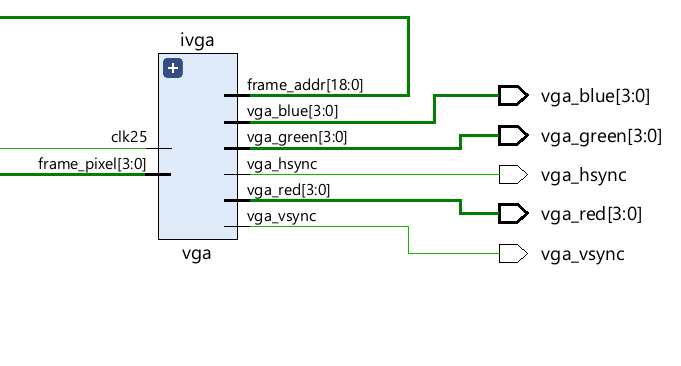 ivga
frame_addr[18:0]
vga_blue[3:0]
vga_blue[3:0]
clk25
vga_green[3:0]
vga_green[3:0]
frame_pixel[3:0]
vga_hsync
vga_hsync
vga_red[3:0]
vga_red[3:0]
vga_vsync
vga
vga_vsync